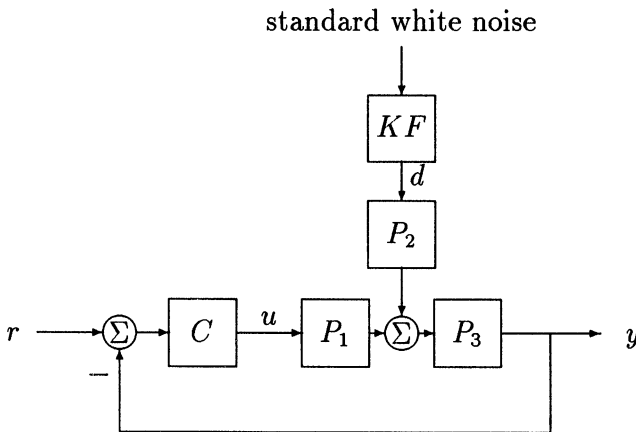 standard white noise
KF
d
P₂
r Σ C u P₁ Σ P₃ y
−